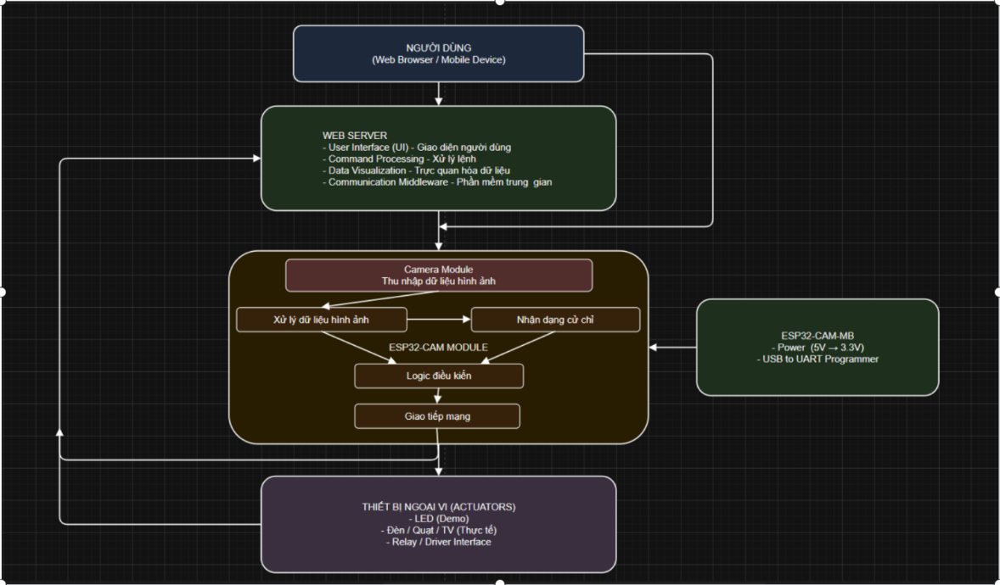 NGƯỜI DÙNG
(Web Browser / Mobile Device)
WEB SERVER
- User Interface (UI) - Giao diện người dùng
- Command Processing - Xử lý lệnh
- Data Visualization - Trực quan hóa dữ liệu
- Communication Middleware - Phần mềm trung gian
Camera Module
Thu nhập dữ liệu hình ảnh
Xử lý dữ liệu hình ảnh
Nhận dạng cử chỉ
ESP32-CAM MODULE
Logic điều kiển
Giao tiếp mạng
ESP32-CAM-MB
- Power (5V → 3.3V)
- USB to UART Programmer
THIẾT BỊ NGOẠI VI (ACTUATORS)
- LED (Demo)
- Đèn / Quạt / TV (Thực tế)
- Relay / Driver Interface